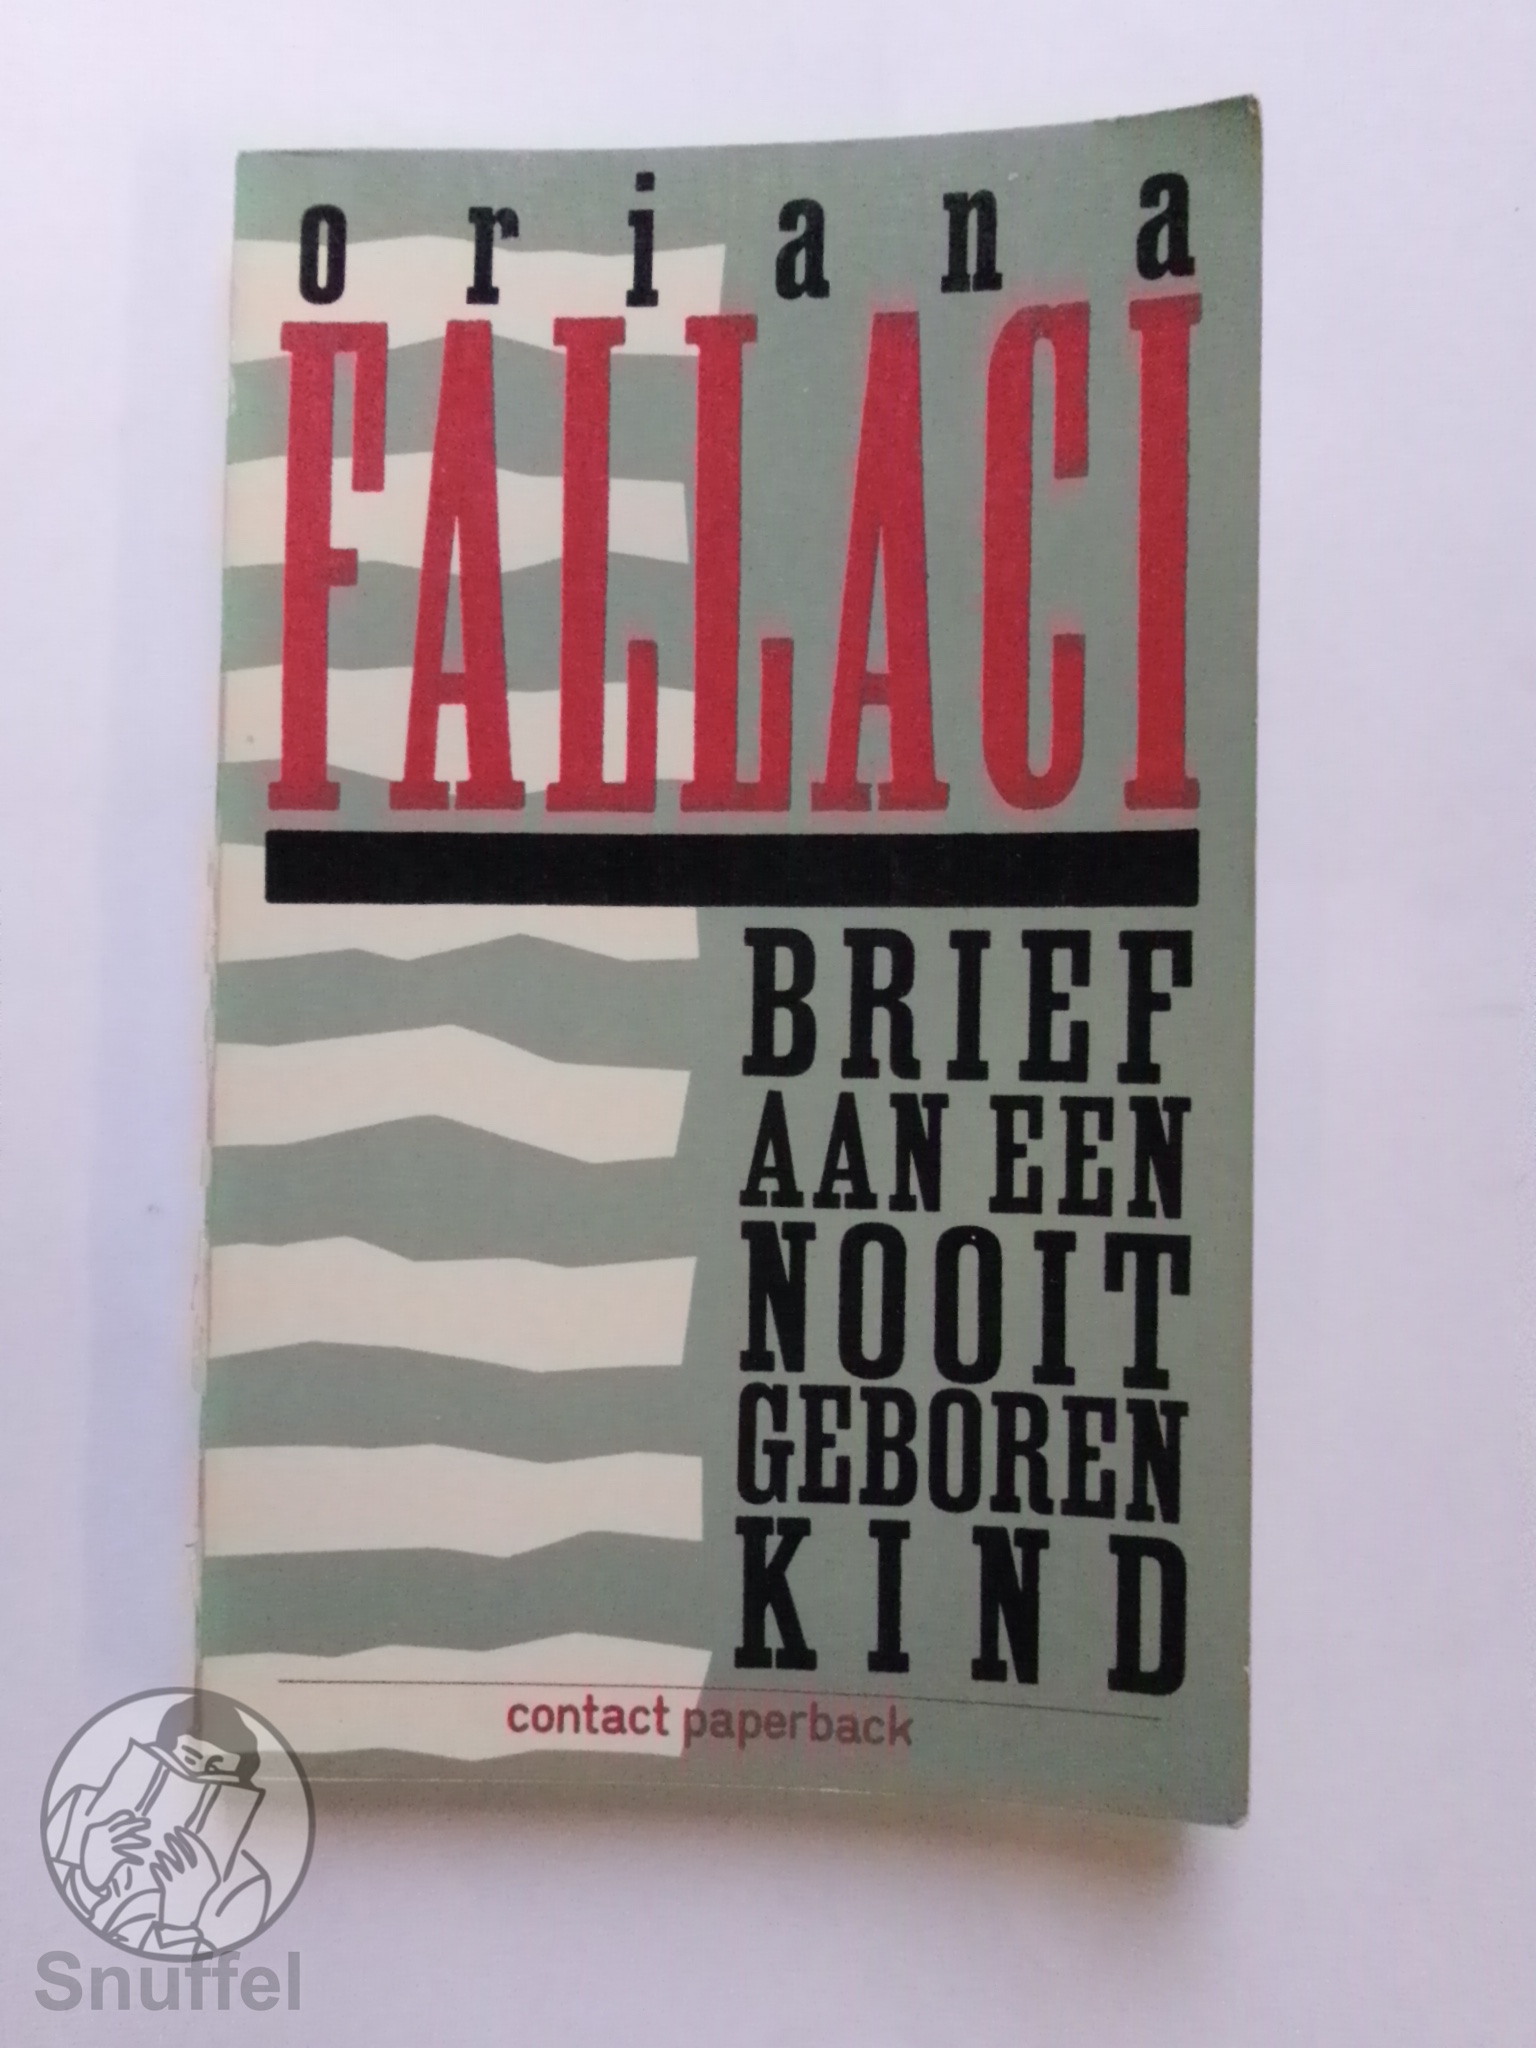 oriana
FALLACI
BRIEF
AAN EEN
NOOIT
GEBOREN
KIND
contact paperback
Snuffel